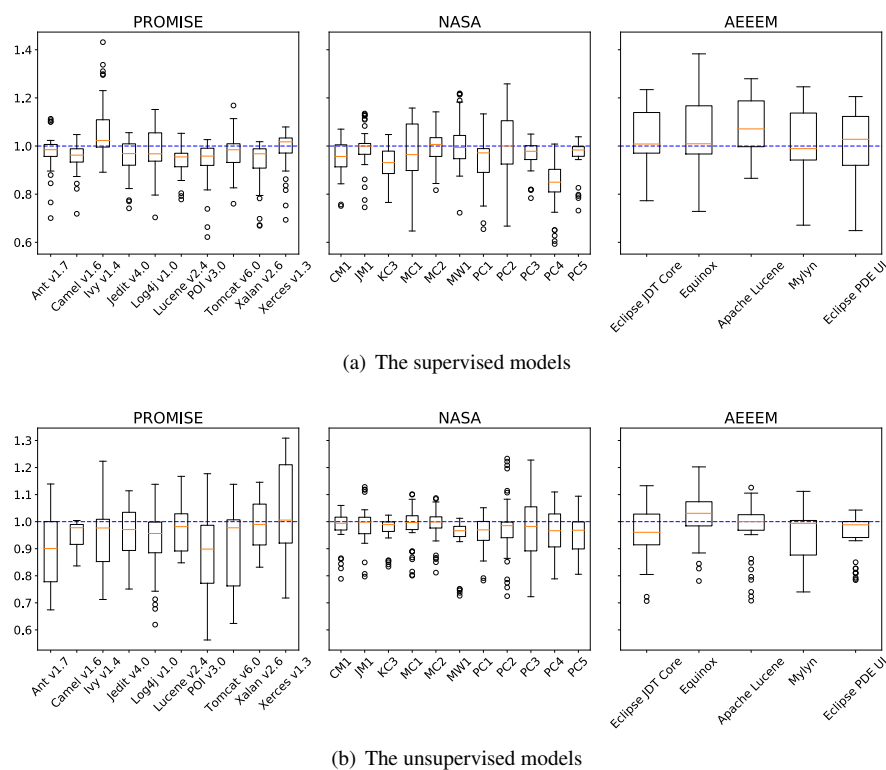 PROMISE NASA AEEEM
1.4
1.2
1.0
0.8
0.6
Ant v1.7
Camel v1.6
Ivy v1.4
Jedit v4.0
Log4j v1.0
Lucene v2.4
POI v3.0
Tomcat v6.0
Xalan v2.6
Xerces v1.3
CM1
JM1
KC3
MC1
MC2
MW1
PC1
PC2
PC3
PC4
PC5
Eclipse JDT Core
Equinox
Apache Lucene
Mylyn
Eclipse PDE UI
(a) The supervised models
PROMISE NASA AEEEM
1.3
1.2
1.1
1.0
0.9
0.8
0.7
0.6
Ant v1.7
Camel v1.6
Ivy v1.4
Jedit v4.0
Log4j v1.0
Lucene v2.4
POI v3.0
Tomcat v6.0
Xalan v2.6
Xerces v1.3
CM1
JM1
KC3
MC1
MC2
MW1
PC1
PC2
PC3
PC4
PC5
Eclipse JDT Core
Equinox
Apache Lucene
Mylyn
Eclipse PDE UI
(b) The unsupervised models